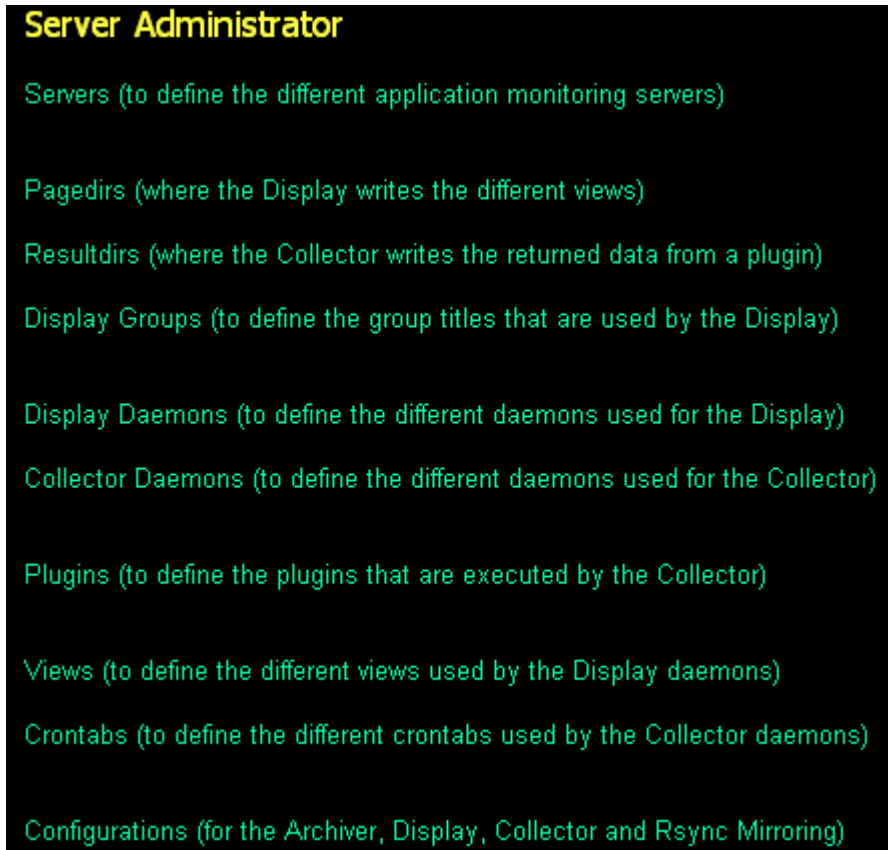 Server Administrator
Servers (to define the different application monitoring servers)
Pagedirs (where the Display writes the different views)
Resultdirs (where the Collector writes the returned data from a plugin)
Display Groups (to define the group titles that are used by the Display)
Display Daemons (to define the different daemons used for the Display)
Collector Daemons (to define the different daemons used for the Collector)
Plugins (to define the plugins that are executed by the Collector)
Views (to define the different views used by the Display daemons)
Crontabs (to define the different crontabs used by the Collector daemons)
Configurations (for the Archiver, Display, Collector and Rsync Mirroring)